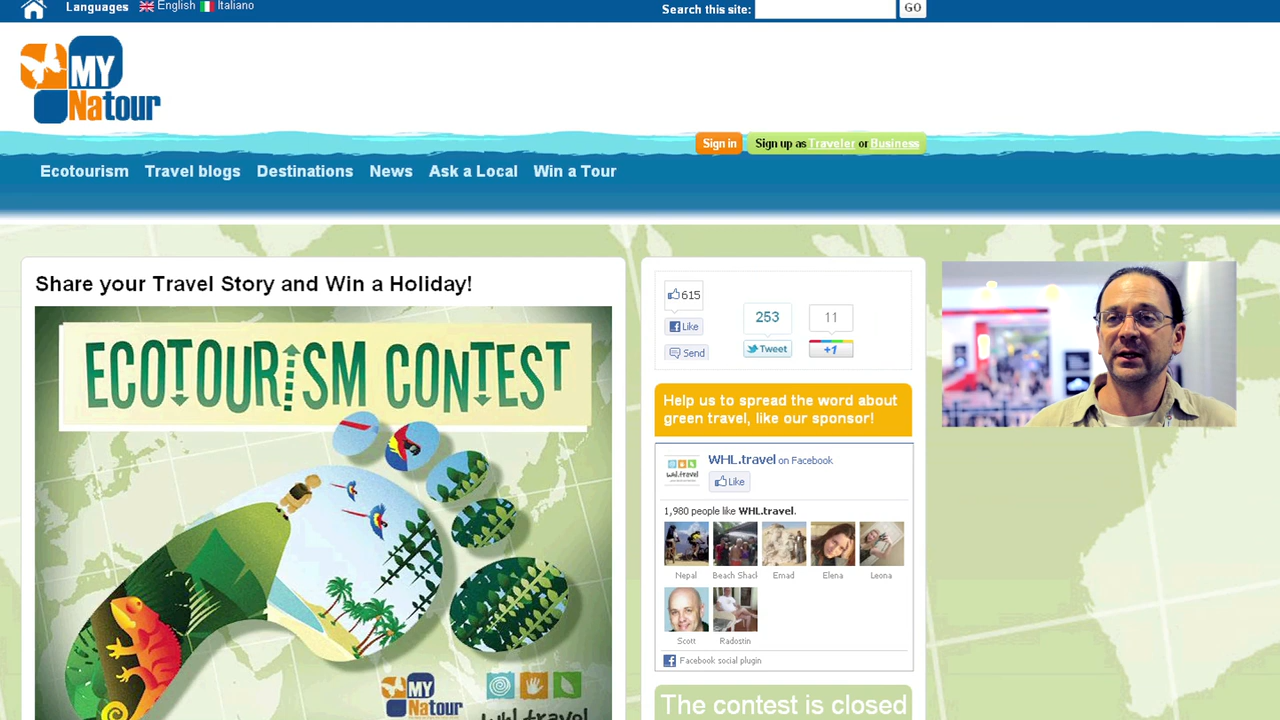 Languages English Italiano
Search this site: GO
MY
Natour
Sign in Sign up as Traveler or Business
Ecotourism Travel blogs Destinations News Ask a Local Win a Tour
Share your Travel Story and Win a Holiday!
ECOTOURISM CONTEST
MY
Natour
whl.travel
615
Like
Send
253
Tweet
11
+1
Help us to spread the word about
green travel, like our sponsor!
whl.travel
WHL.travel on Facebook
Like
1,980 people like WHL.travel.
Nepal Beach Shack Emad Elena Leona
Scott Radostin
Facebook social plugin
The contest is closed